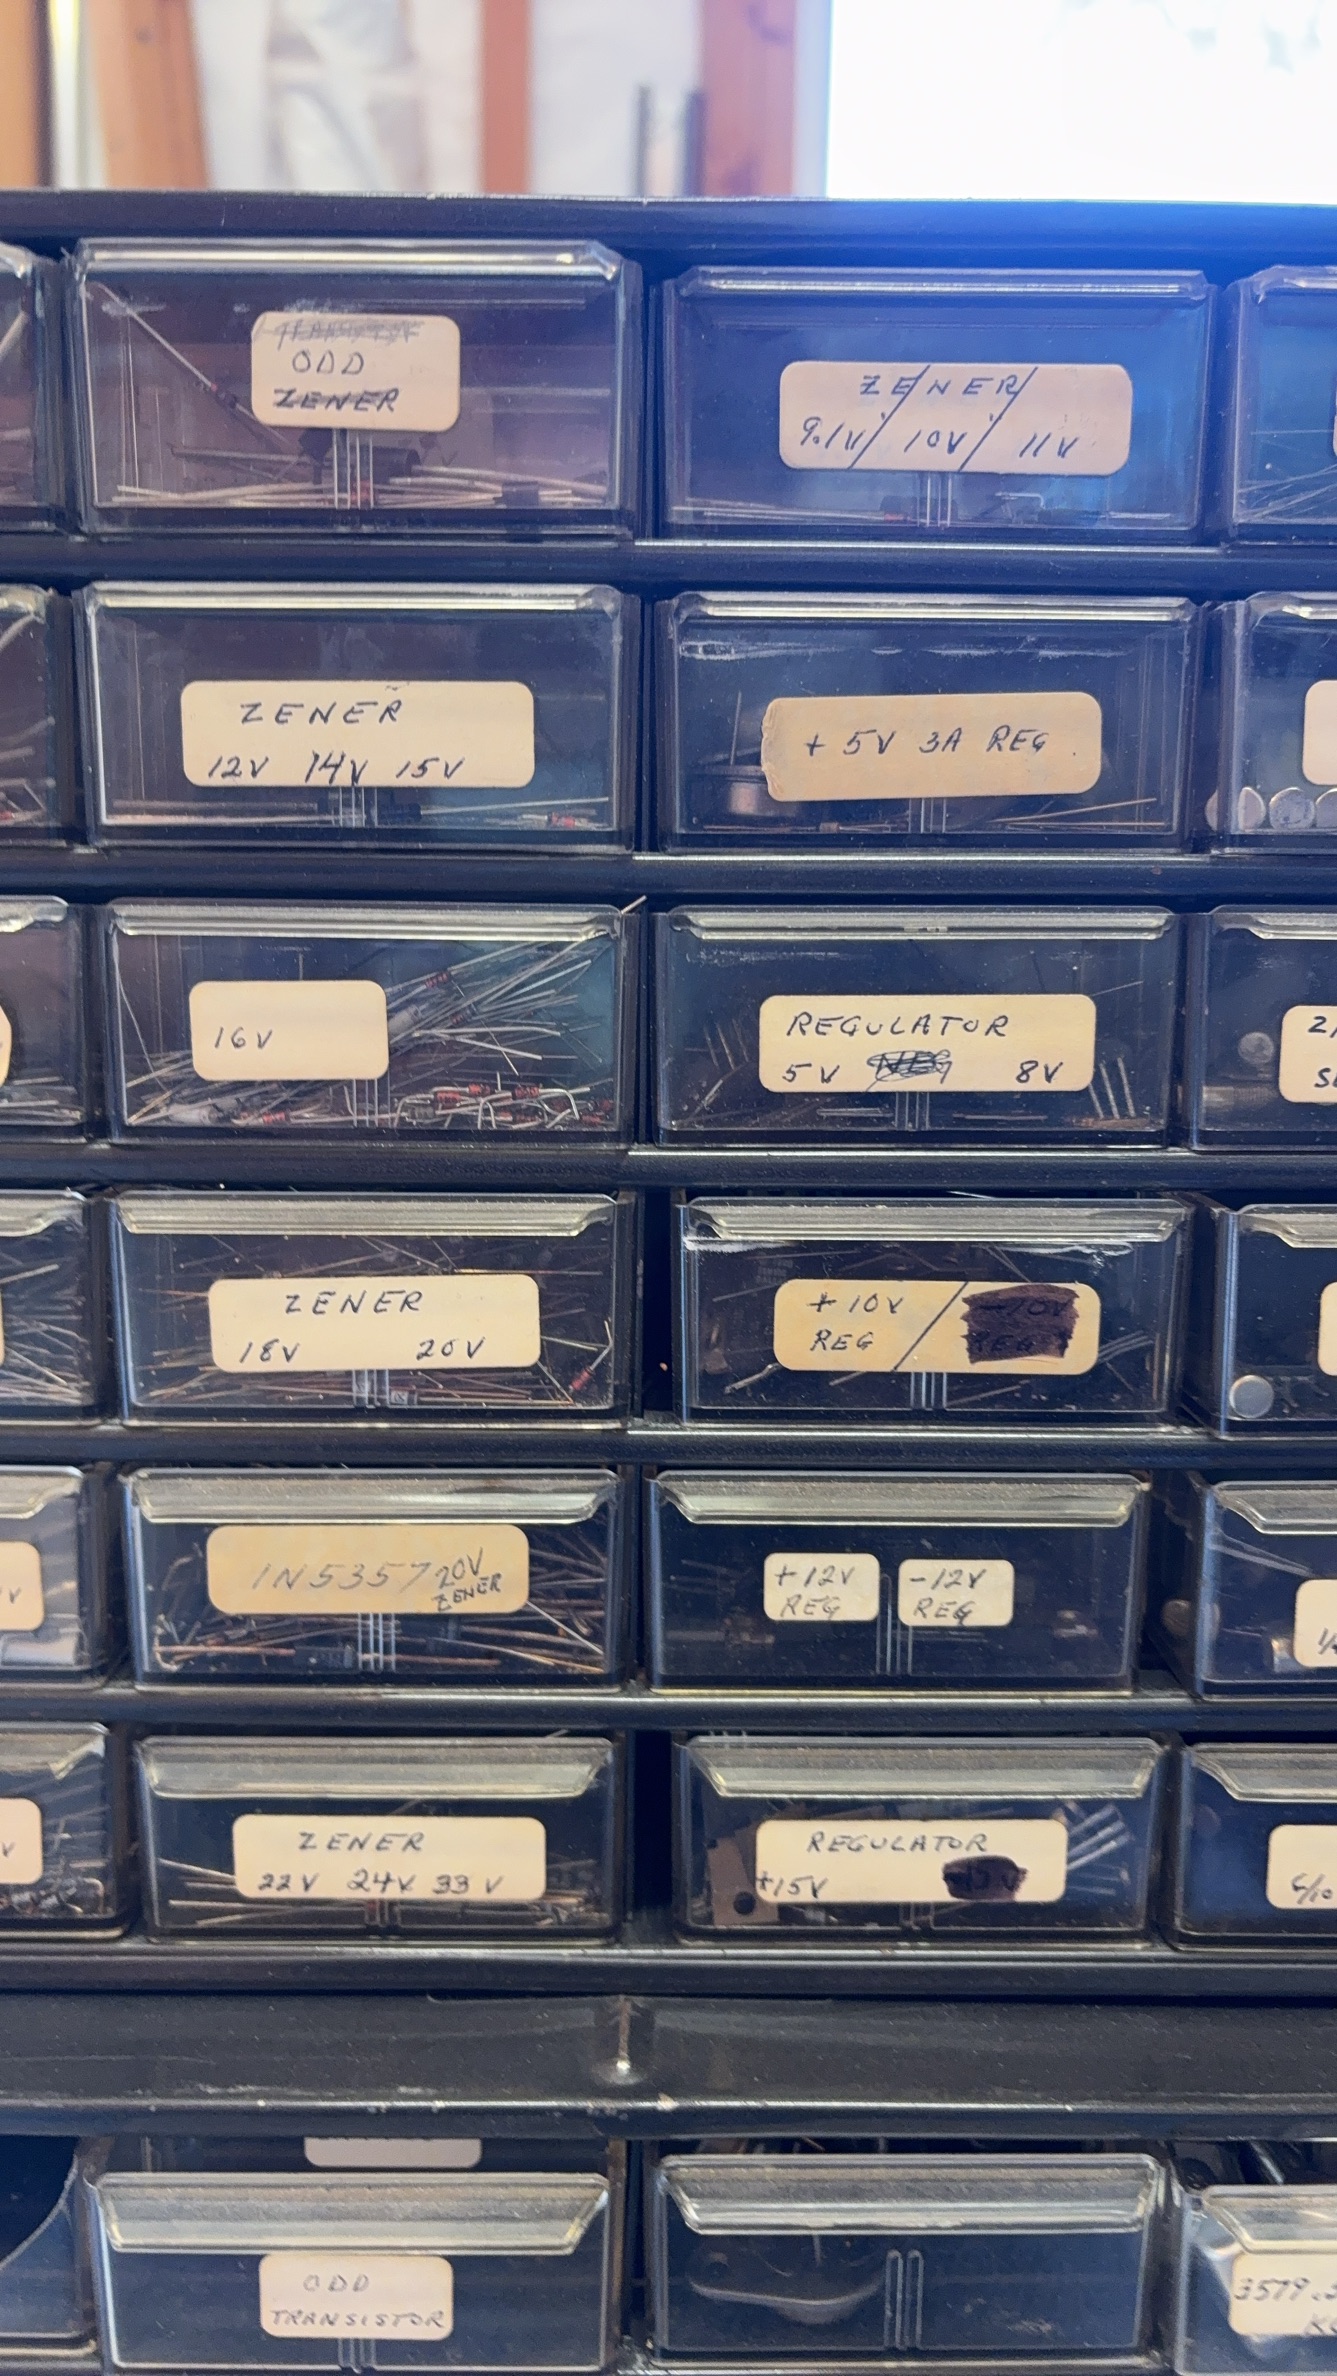 ODD
ZENER
ZENER
9.1V / 10V / 11V
ZENER
12V 14V 15V
+ 5V 3A REG.
16V
REGULATOR
5V NEG 8V
ZENER
18V 20V
+ 10V
REG
1N5357 20V
ZENER
+12V
REG
-12V
REG
ZENER
22V 24V 33V
REGULATOR
+15V
ODD
TRANSISTOR